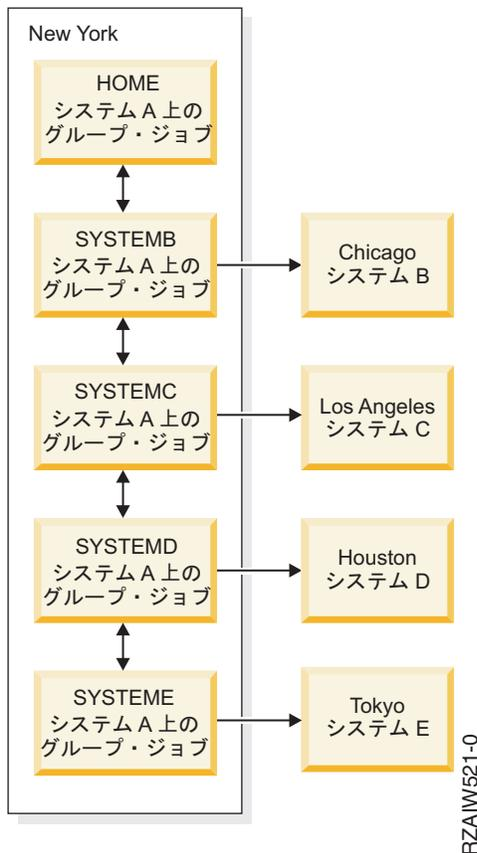 New York
HOME
システム A 上の
グループ・ジョブ
SYSTEMB
システム A 上の
グループ・ジョブ
Chicago
システム B
SYSTEMC
システム A 上の
グループ・ジョブ
Los Angeles
システム C
SYSTEMD
システム A 上の
グループ・ジョブ
Houston
システム D
SYSTEME
システム A 上の
グループ・ジョブ
Tokyo
システム E
RZAIW521-0